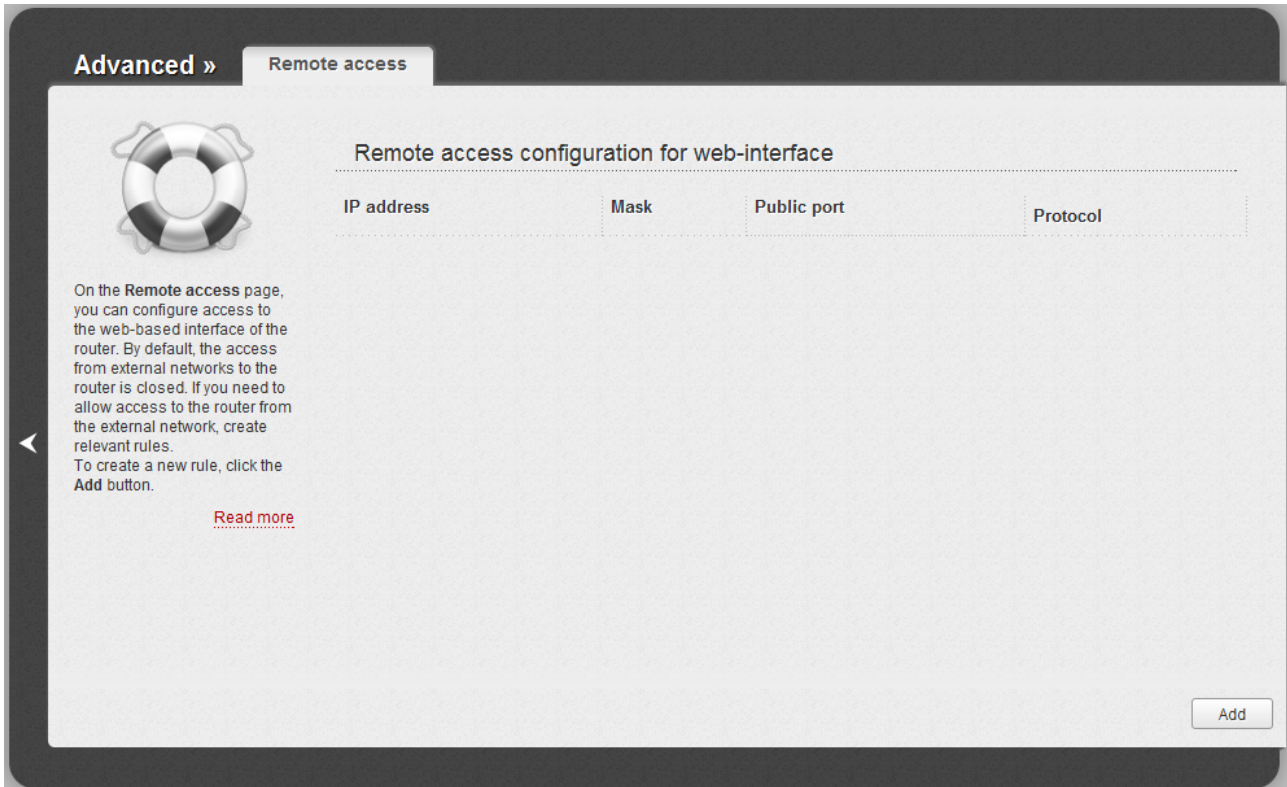 Advanced »
Remote access
Remote access configuration for web-interface
IP address
Mask
Public port
Protocol
On the Remote access page,
you can configure access to
the web-based interface of the
router. By default, the access
from external networks to the
router is closed. If you need to
allow access to the router from
the external network, create
relevant rules.
To create a new rule, click the
Add button.
Read more
Add